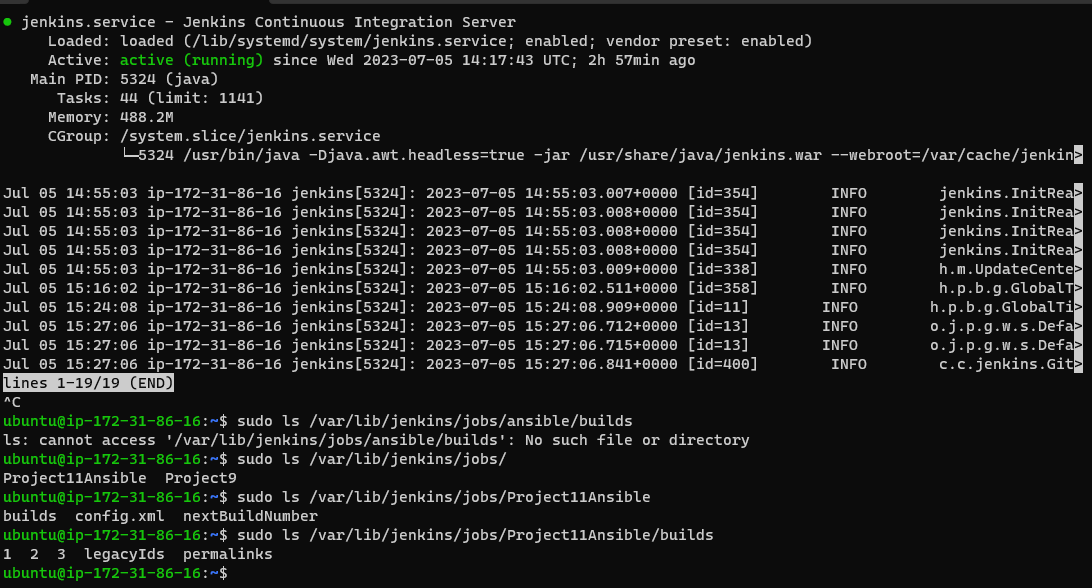 ● jenkins.service - Jenkins Continuous Integration Server
Loaded: loaded (/lib/systemd/system/jenkins.service; enabled; vendor preset: enabled)
Active: active (running) since Wed 2023-07-05 14:17:43 UTC; 2h 57min ago
Main PID: 5324 (java)
Tasks: 44 (limit: 1141)
Memory: 488.2M
CGroup: /system.slice/jenkins.service
└─5324 /usr/bin/java -Djava.awt.headless=true -jar /usr/share/java/jenkins.war --webroot=/var/cache/jenkin>
Jul 05 14:55:03 ip-172-31-86-16 jenkins[5324]: 2023-07-05 14:55:03.007+0000 [id=354] INFO jenkins.InitRea>
Jul 05 14:55:03 ip-172-31-86-16 jenkins[5324]: 2023-07-05 14:55:03.008+0000 [id=354] INFO jenkins.InitRea>
Jul 05 14:55:03 ip-172-31-86-16 jenkins[5324]: 2023-07-05 14:55:03.008+0000 [id=354] INFO jenkins.InitRea>
Jul 05 14:55:03 ip-172-31-86-16 jenkins[5324]: 2023-07-05 14:55:03.008+0000 [id=354] INFO jenkins.InitRea>
Jul 05 14:55:03 ip-172-31-86-16 jenkins[5324]: 2023-07-05 14:55:03.009+0000 [id=338] INFO h.m.UpdateCente>
Jul 05 15:16:02 ip-172-31-86-16 jenkins[5324]: 2023-07-05 15:16:02.511+0000 [id=358] INFO h.p.b.g.GlobalT>
Jul 05 15:24:08 ip-172-31-86-16 jenkins[5324]: 2023-07-05 15:24:08.909+0000 [id=11] INFO h.p.b.g.GlobalTi>
Jul 05 15:27:06 ip-172-31-86-16 jenkins[5324]: 2023-07-05 15:27:06.712+0000 [id=13] INFO o.j.p.g.w.s.Defa>
Jul 05 15:27:06 ip-172-31-86-16 jenkins[5324]: 2023-07-05 15:27:06.715+0000 [id=13] INFO o.j.p.g.w.s.Defa>
Jul 05 15:27:06 ip-172-31-86-16 jenkins[5324]: 2023-07-05 15:27:06.841+0000 [id=400] INFO c.c.jenkins.Git>
lines 1-19/19 (END)
^C
ubuntu@ip-172-31-86-16:~$ sudo ls /var/lib/jenkins/jobs/ansible/builds
ls: cannot access '/var/lib/jenkins/jobs/ansible/builds': No such file or directory
ubuntu@ip-172-31-86-16:~$ sudo ls /var/lib/jenkins/jobs/
Project11Ansible Project9
ubuntu@ip-172-31-86-16:~$ sudo ls /var/lib/jenkins/jobs/Project11Ansible
builds config.xml nextBuildNumber
ubuntu@ip-172-31-86-16:~$ sudo ls /var/lib/jenkins/jobs/Project11Ansible/builds
1 2 3 legacyIds permalinks
ubuntu@ip-172-31-86-16:~$